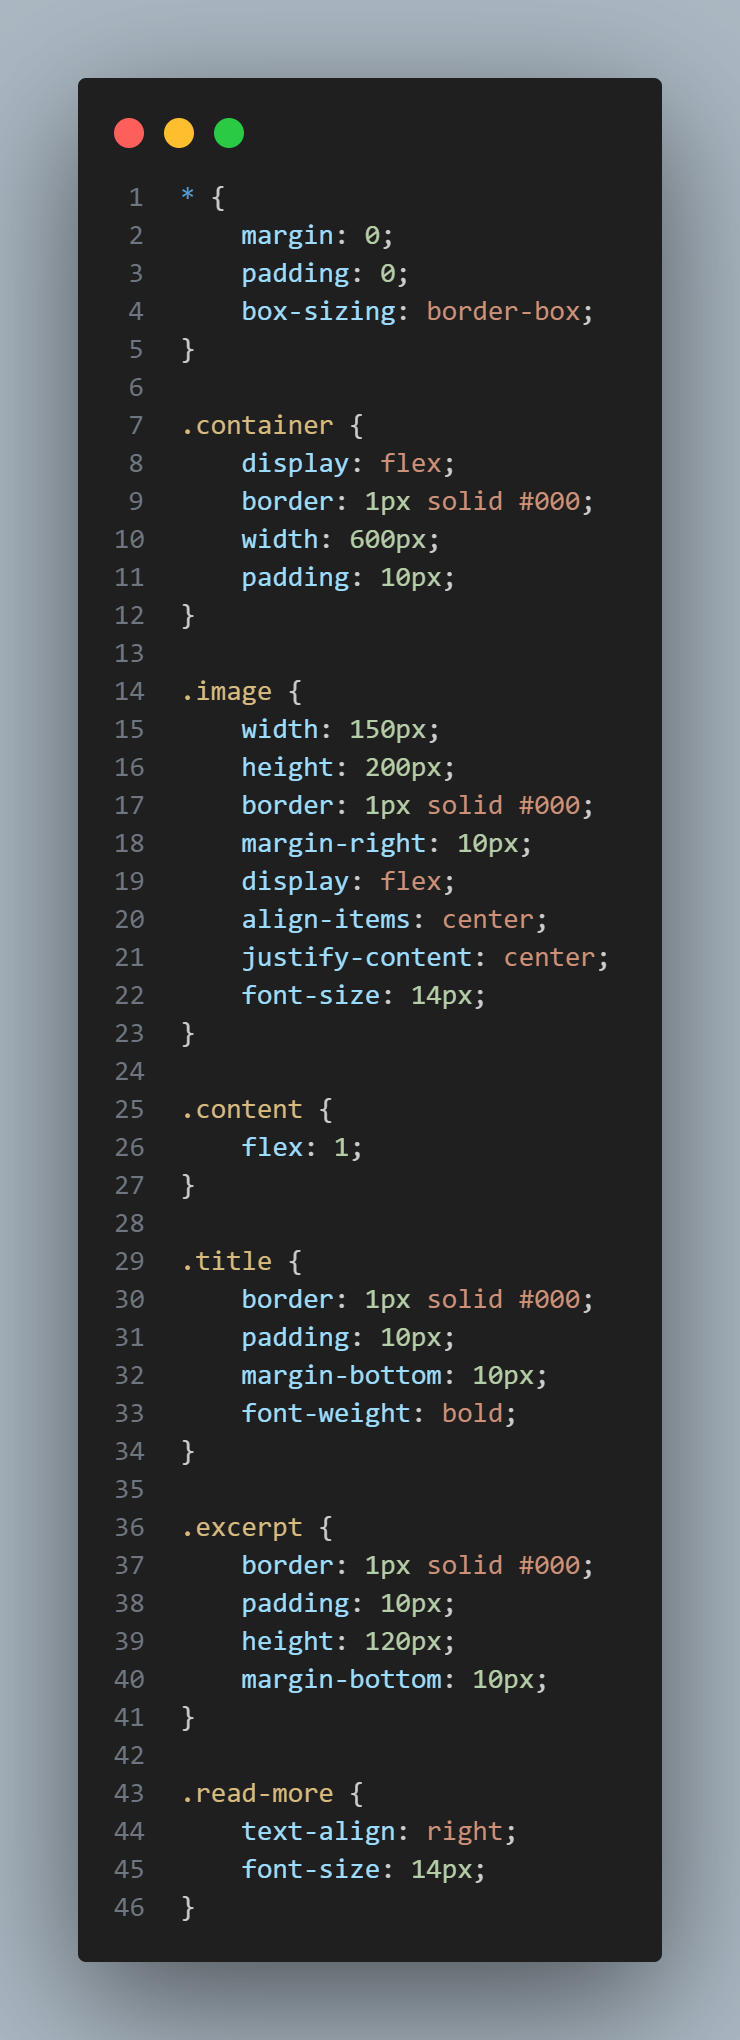 1 * {
2     margin: 0;
3     padding: 0;
4     box-sizing: border-box;
5 }
6
7 .container {
8     display: flex;
9     border: 1px solid #000;
10     width: 600px;
11     padding: 10px;
12 }
13
14 .image {
15     width: 150px;
16     height: 200px;
17     border: 1px solid #000;
18     margin-right: 10px;
19     display: flex;
20     align-items: center;
21     justify-content: center;
22     font-size: 14px;
23 }
24
25 .content {
26     flex: 1;
27 }
28
29 .title {
30     border: 1px solid #000;
31     padding: 10px;
32     margin-bottom: 10px;
33     font-weight: bold;
34 }
35
36 .excerpt {
37     border: 1px solid #000;
38     padding: 10px;
39     height: 120px;
40     margin-bottom: 10px;
41 }
42
43 .read-more {
44     text-align: right;
45     font-size: 14px;
46 }